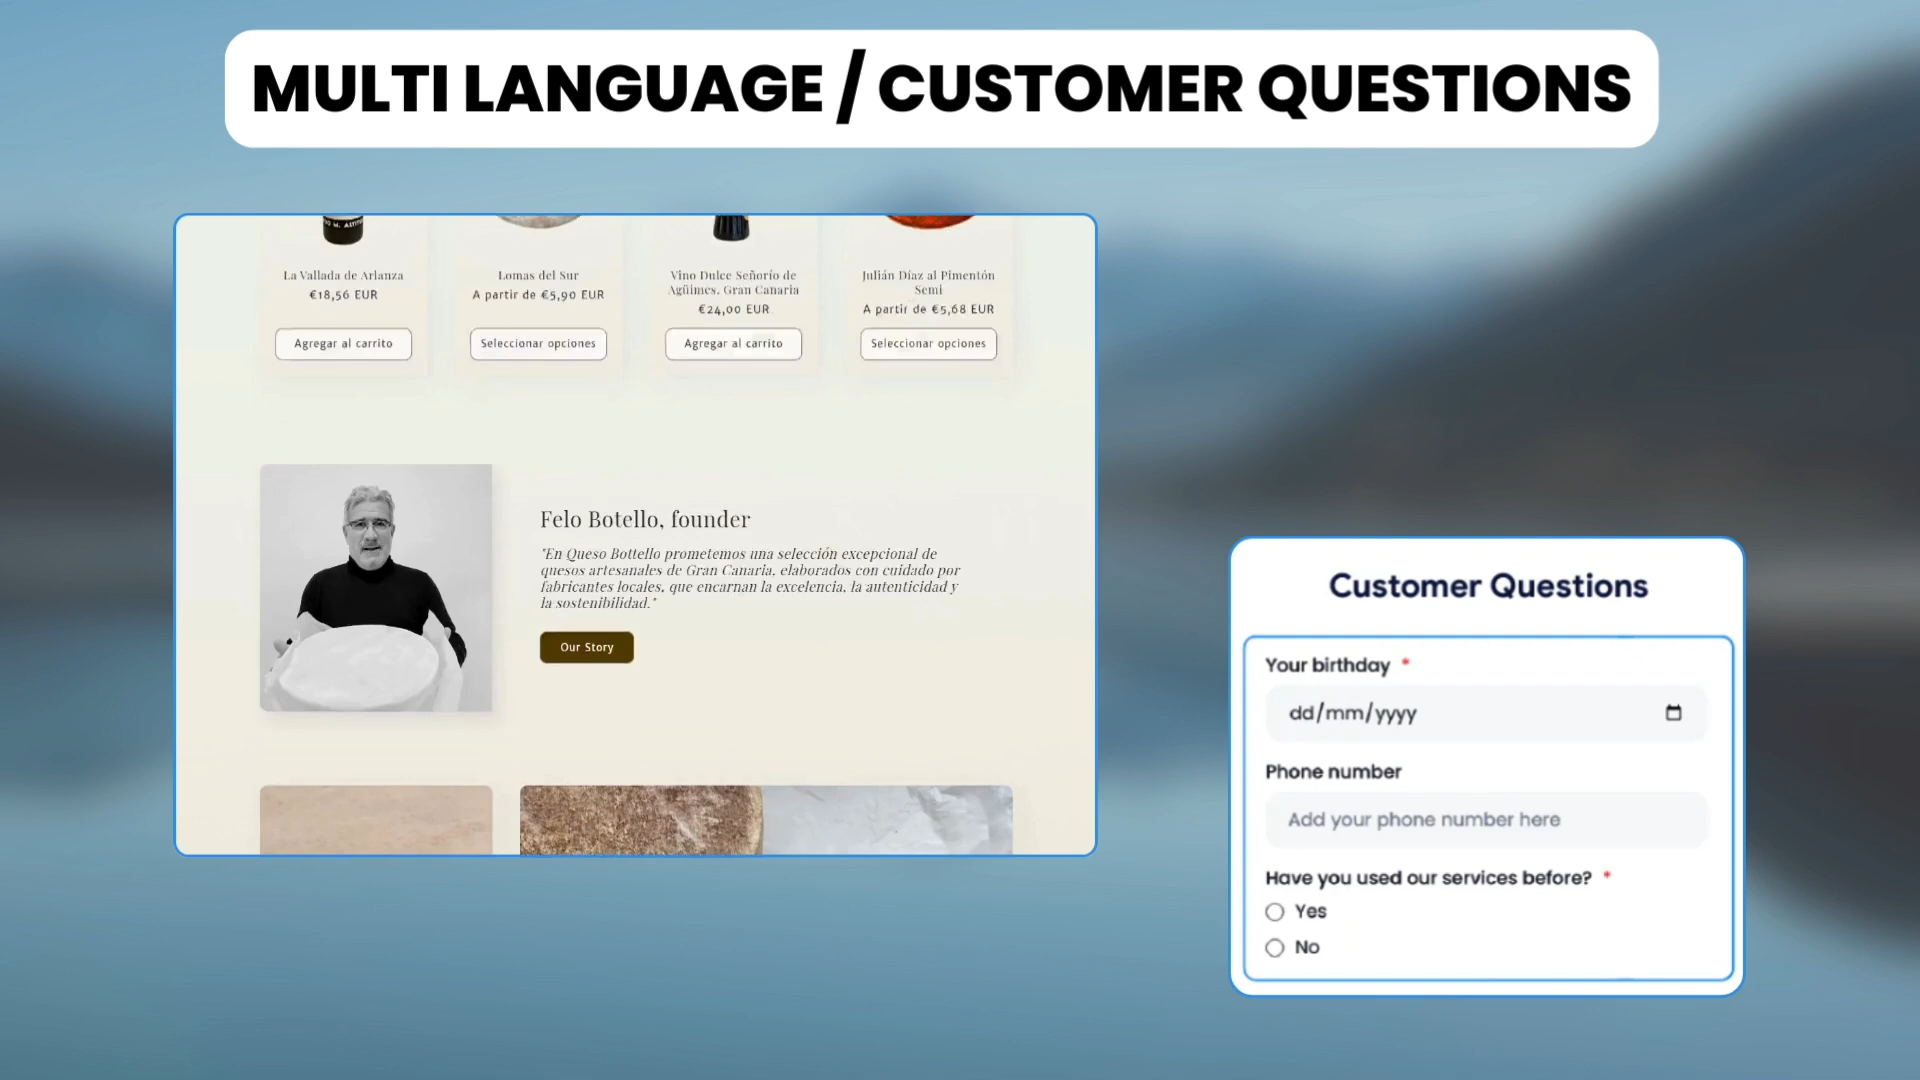 MULTI LANGUAGE / CUSTOMER QUESTIONS
La Vallada de Arlanza
€18,56 EUR
Agregar al carrito
Lomas del Sur
A partir de €5,90 EUR
Seleccionar opciones
Vino Dulce Señorío de
Agüimes. Gran Canaria
€24,00 EUR
Agregar al carrito
Julián Díaz al Pimentón
Semi
A partir de €5,68 EUR
Seleccionar opciones
Felo Botello, founder
"En Queso Bottello prometemos una selección excepcional de
quesos artesanales de Gran Canaria, elaborados con cuidado por
fabricantes locales, que encarnan la excelencia, la autenticidad y
la sostenibilidad."
Our Story
Customer Questions
Your birthday *
dd/mm/yyyy
Phone number
Add your phone number here
Have you used our services before? *
Yes
No